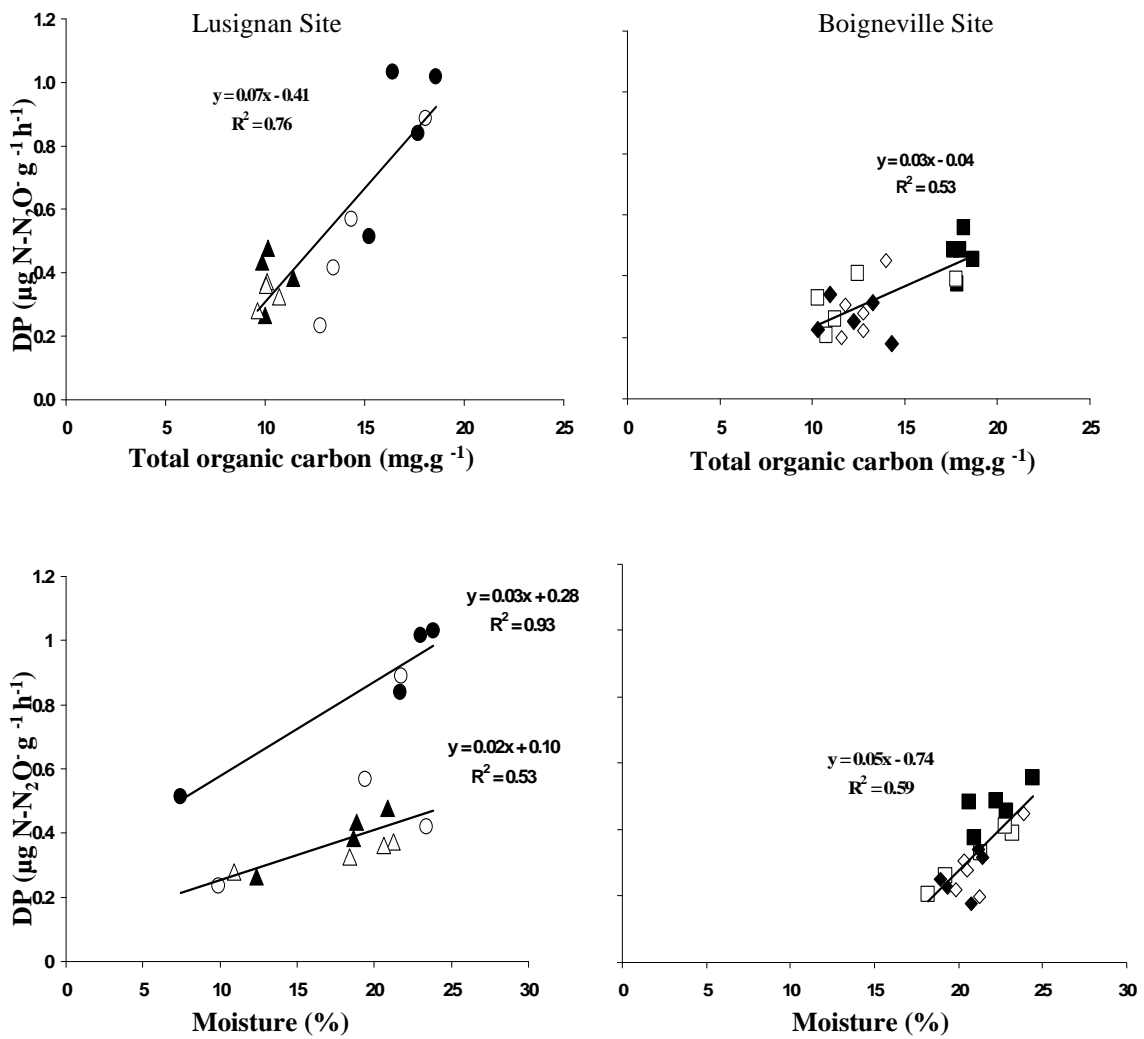 Lusignan Site
1.2
1.0
0.8
0.6
0.4
0.2
0.0
DP (µg N-N2O- g -1 h-1)
y = 0.07x - 0.41
R2 = 0.76
0 5 10 15 20 25
Total organic carbon (mg.g -1)
Boigneville Site
y = 0.03x - 0.04
R2 = 0.53
0 5 10 15 20 25
Total organic carbon (mg.g -1)
1.2
1
0.8
0.6
0.4
0.2
0
DP (µg N-N2O- g -1 h-1)
y = 0.03x + 0.28
R2 = 0.93
y = 0.02x + 0.10
R2 = 0.53
0 5 10 15 20 25
Moisture (%)
y = 0.05x - 0.74
R2 = 0.59
0 5 10 15 20 25 30
Moisture (%)